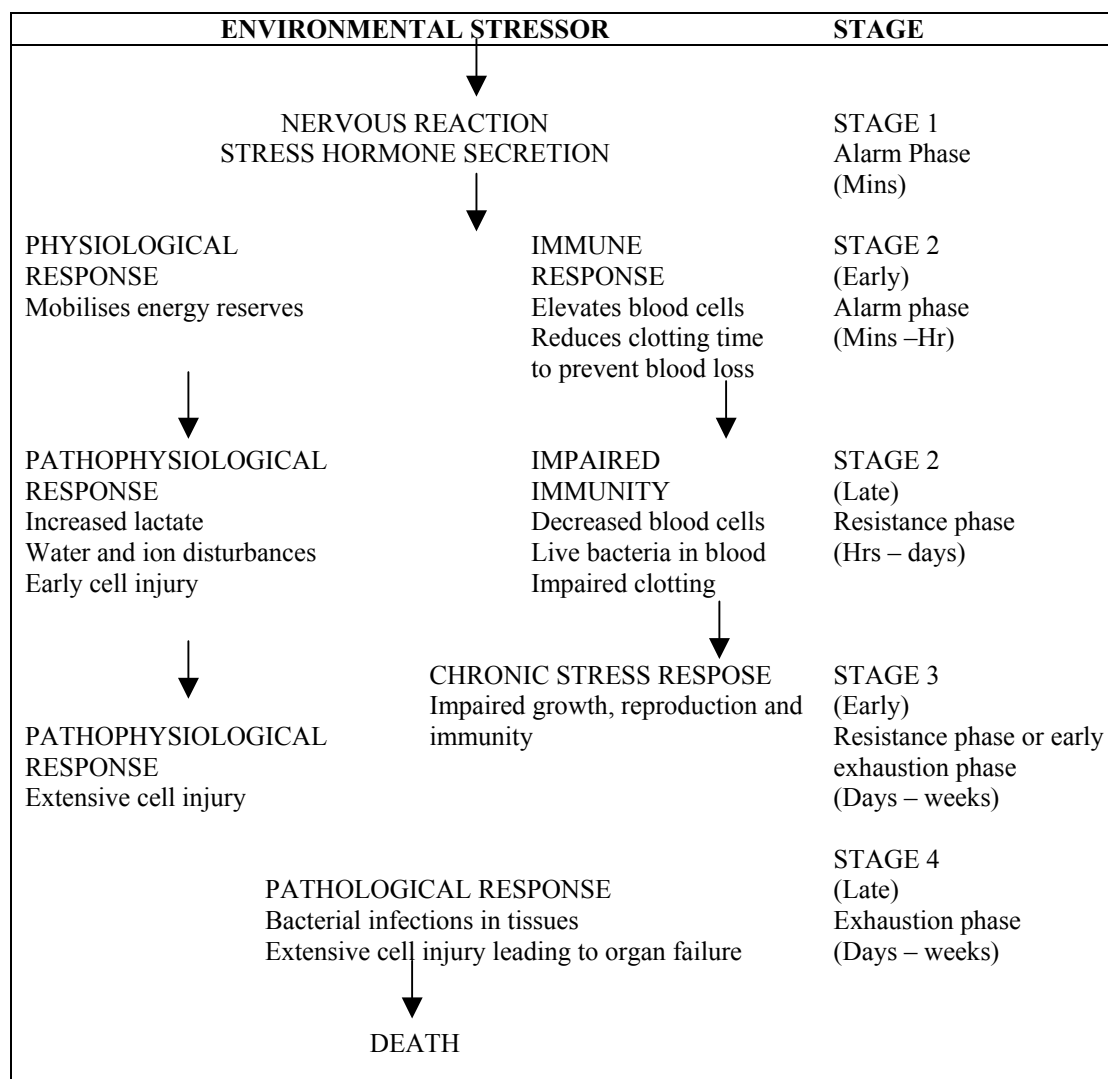 ENVIRONMENTAL STRESSOR STAGE
NERVOUS REACTION STAGE 1
STRESS HORMONE SECRETION Alarm Phase
(Mins)
PHYSIOLOGICAL IMMUNE STAGE 2
RESPONSE RESPONSE (Early)
Mobilises energy reserves Elevates blood cells Alarm phase
Reduces clotting time (Mins –Hr)
to prevent blood loss
PATHOPHYSIOLOGICAL IMPAIRED STAGE 2
RESPONSE IMMUNITY (Late)
Increased lactate Decreased blood cells Resistance phase
Water and ion disturbances Live bacteria in blood (Hrs – days)
Early cell injury Impaired clotting
CHRONIC STRESS RESPOSE STAGE 3
Impaired growth, reproduction and (Early)
PATHOPHYSIOLOGICAL immunity Resistance phase or early
RESPONSE exhaustion phase
Extensive cell injury (Days – weeks)
STAGE 4
PATHOLOGICAL RESPONSE (Late)
Bacterial infections in tissues Exhaustion phase
Extensive cell injury leading to organ failure (Days – weeks)
DEATH